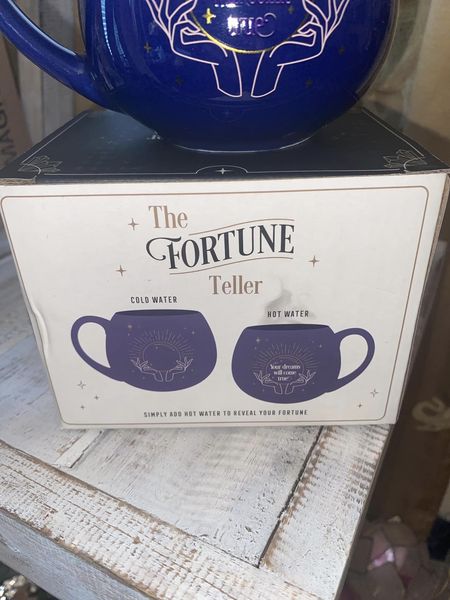 The
FORTUNE
Teller
COLD WATER
HOT WATER
Your dreams
will come
true
SIMPLY ADD HOT WATER TO REVEAL YOUR FORTUNE